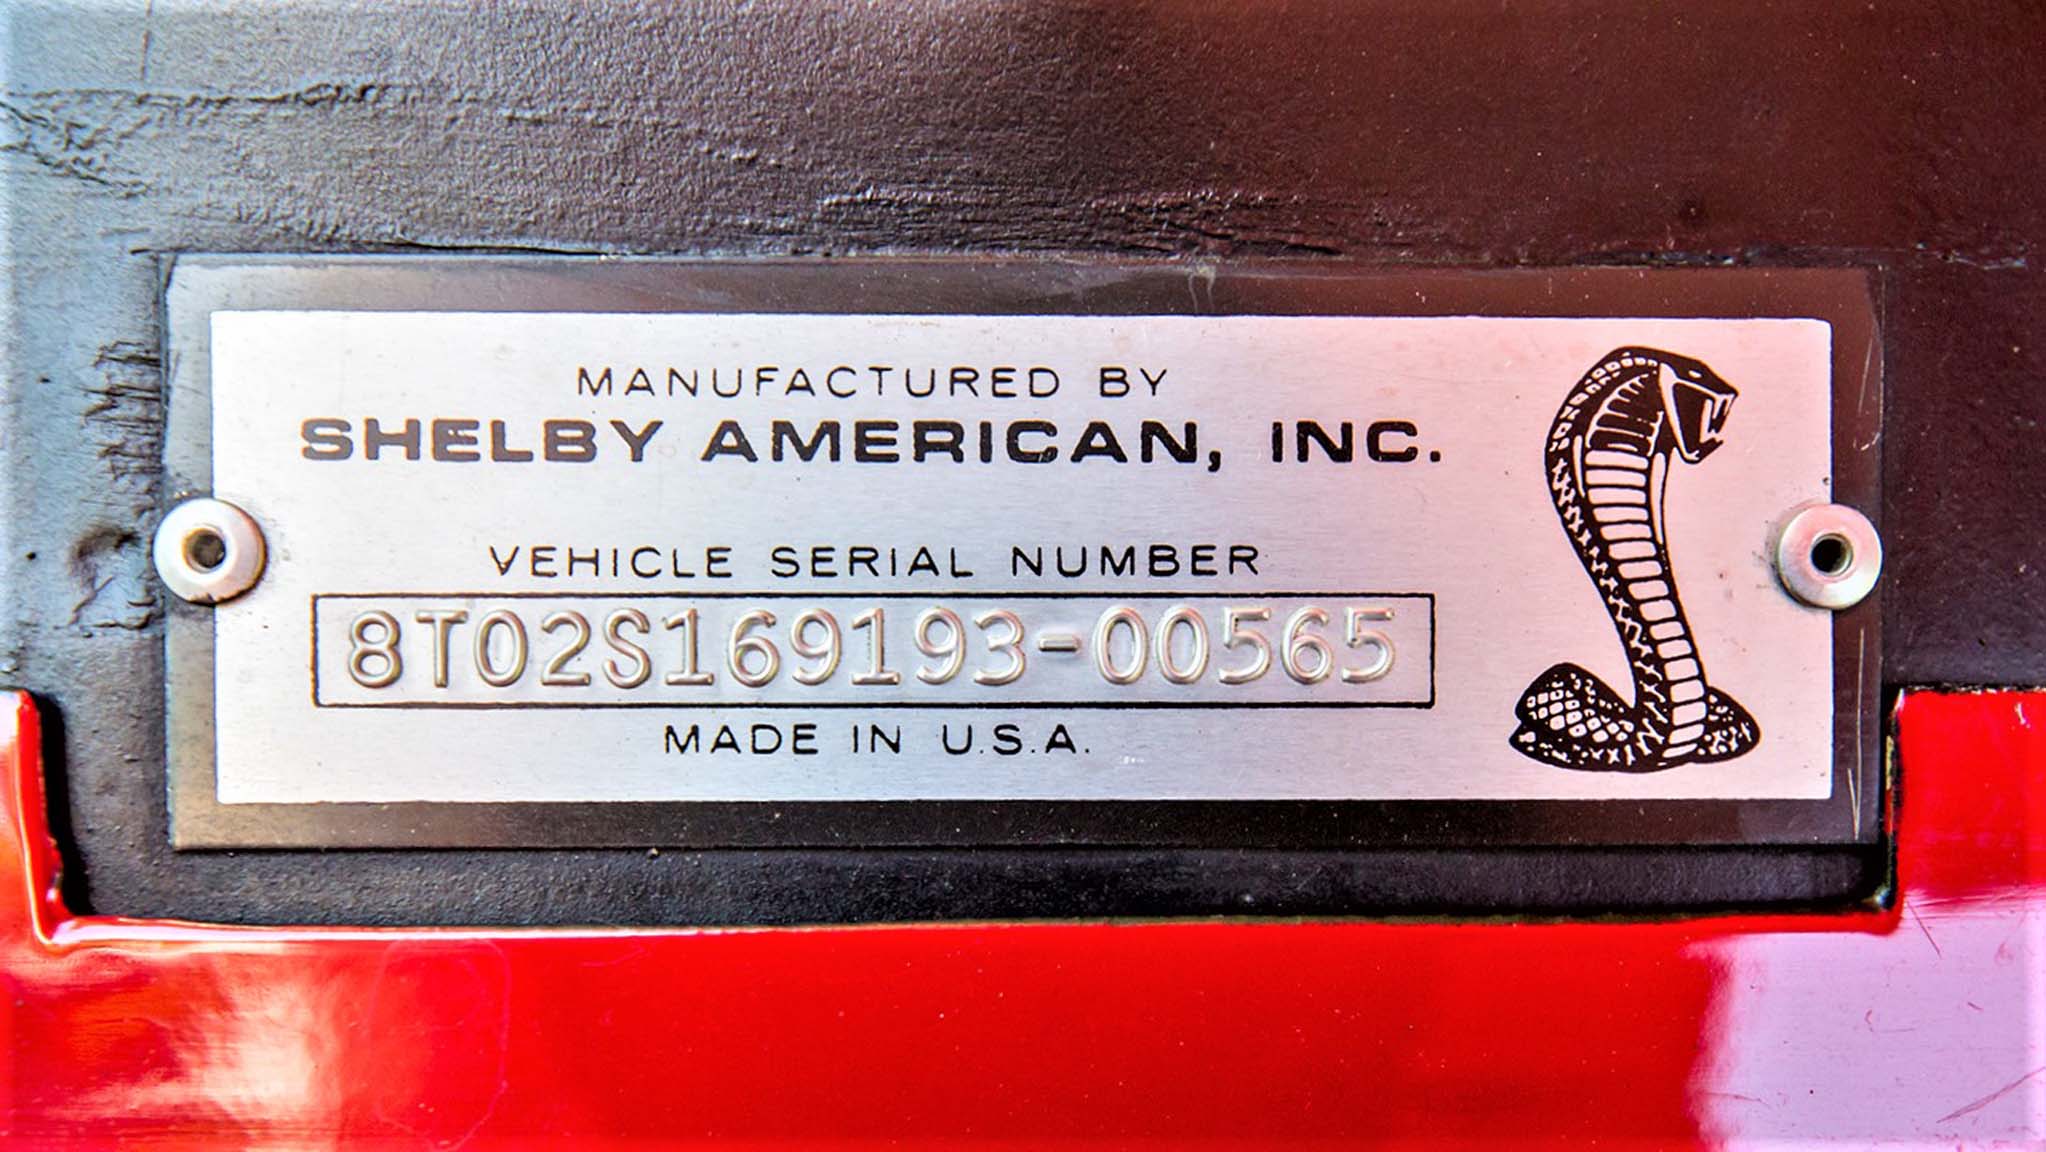 MANUFACTURED BY
SHELBY AMERICAN, INC.
VEHICLE SERIAL NUMBER
8T02S169193-00565
MADE IN U.S.A.